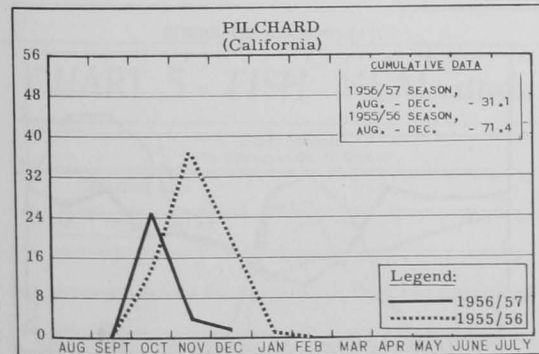 PILCHARD
(California)
56
48
40
32
24
16
8
0
CUMULATIVE DATA
1956/57 SEASON,
AUG. - DEC. - 31.1
1955/56 SEASON,
AUG. - DEC. - 71.4
Legend:
1956/57
1955/56
AUG SEPT OCT NOV DEC JAN FEB MAR APR MAY JUNE JULY